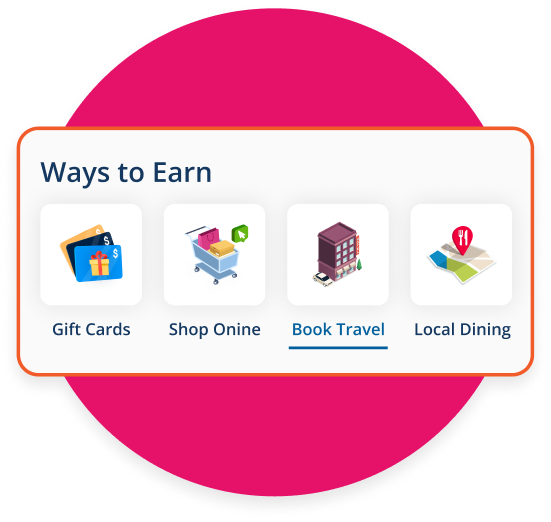 Ways to Earn
Gift Cards
Shop Onine
Book Travel
Local Dining